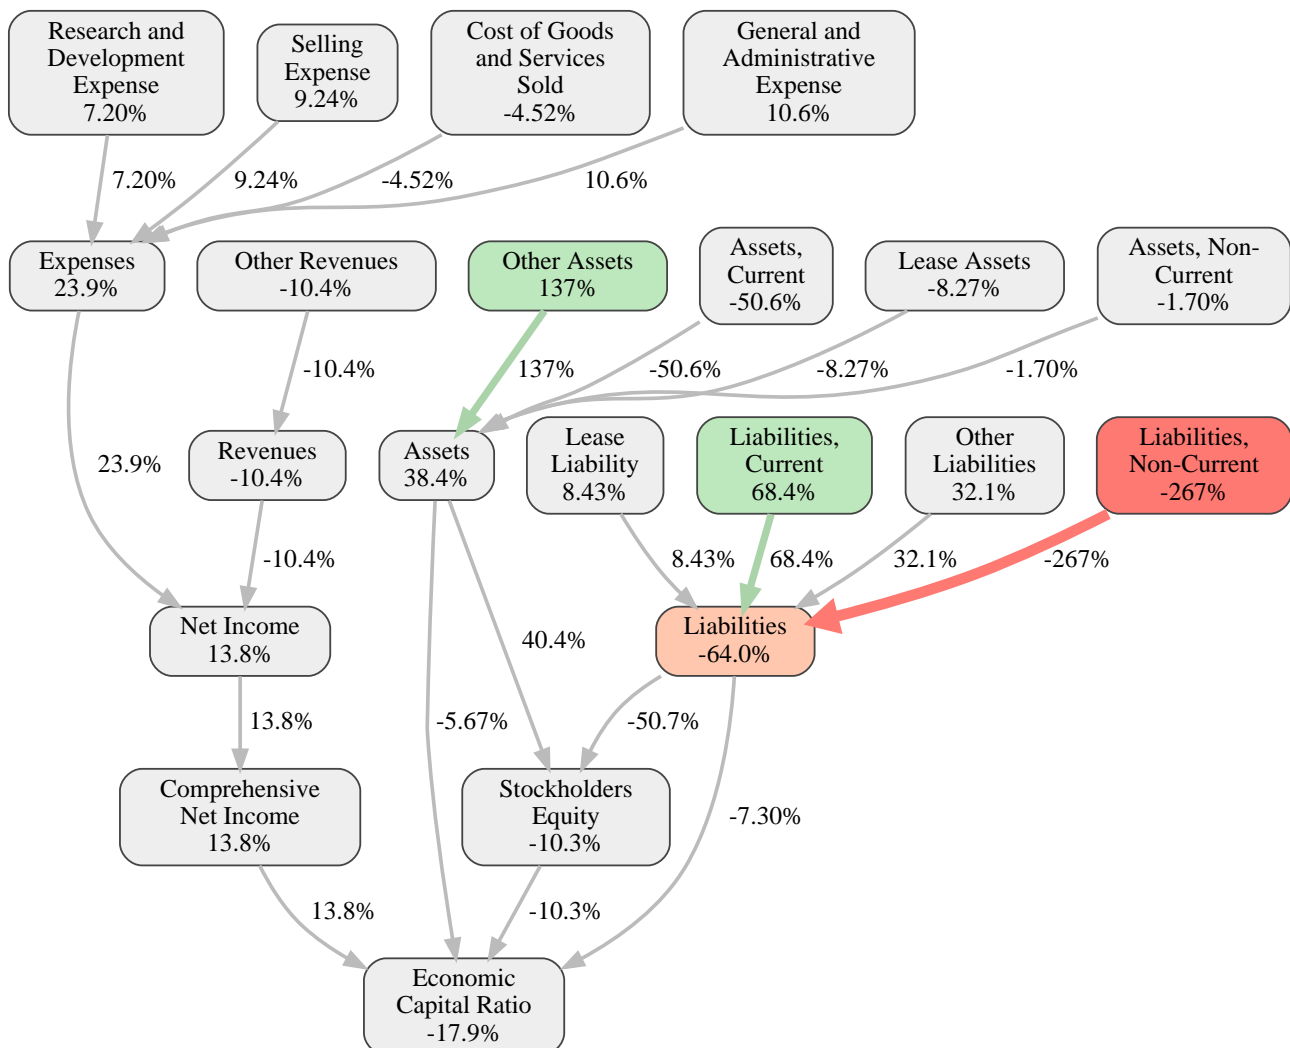 Research and
Development
Expense
7.20%
Selling
Expense
9.24%
Cost of Goods
and Services
Sold
-4.52%
General and
Administrative
Expense
10.6%
7.20%
9.24%
-4.52%
10.6%
Expenses
23.9%
Other Revenues
-10.4%
Other Assets
137%
Assets,
Current
-50.6%
Lease Assets
-8.27%
Assets, Non-
Current
-1.70%
-10.4%
137%
-50.6%
-8.27%
-1.70%
23.9%
Revenues
-10.4%
Assets
38.4%
Lease
Liability
8.43%
Liabilities,
Current
68.4%
Other
Liabilities
32.1%
Liabilities,
Non-Current
-267%
-10.4%
8.43%
68.4%
32.1%
-267%
Net Income
13.8%
40.4%
Liabilities
-64.0%
13.8%
-5.67%
-50.7%
-7.30%
Comprehensive
Net Income
13.8%
Stockholders
Equity
-10.3%
13.8%
-10.3%
Economic
Capital Ratio
-17.9%